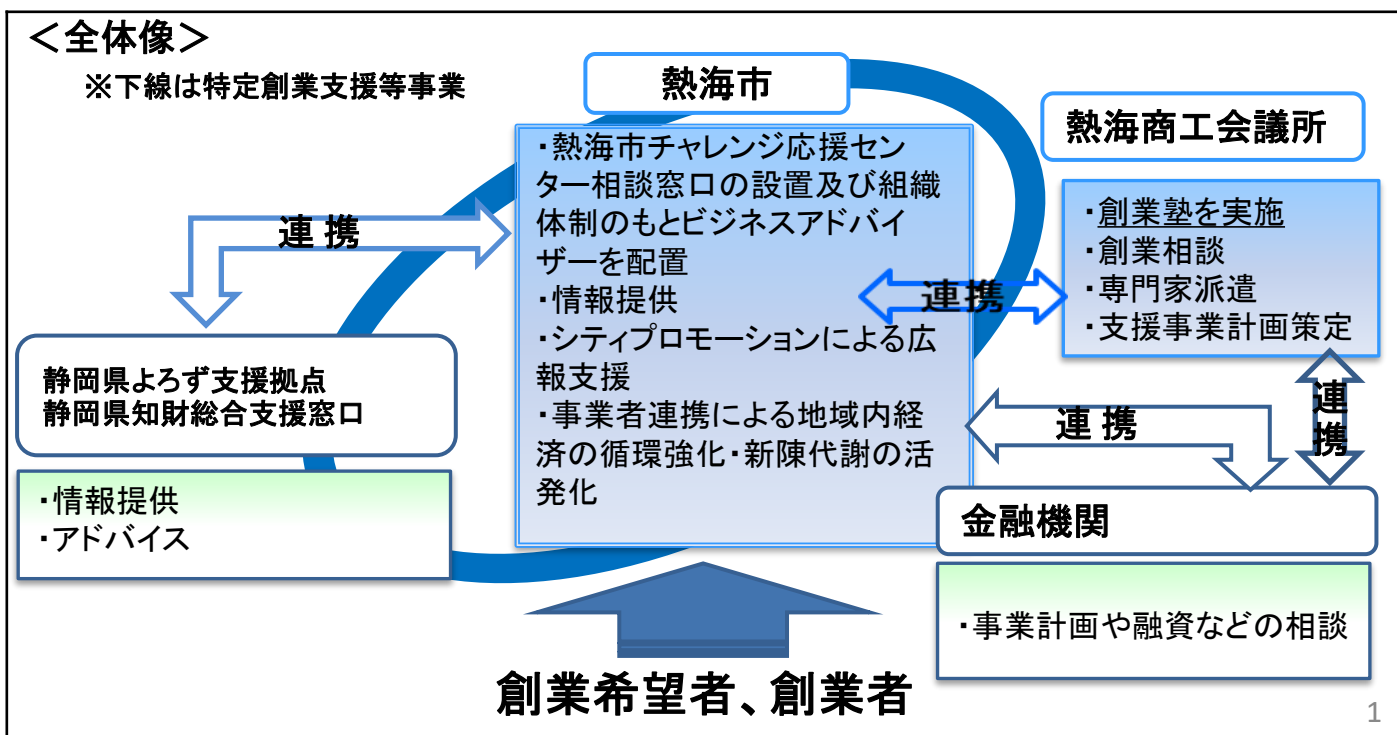 ＜全体像＞
※下線は特定創業支援等事業
熱海市
・熱海市チャレンジ応援セン
ター相談窓口の設置及び組織
体制のもとビジネスアドバイ
ザーを配置
・情報提供
・シティプロモーションによる広
報支援
・事業者連携による地域内経
済の循環強化・新陳代謝の活
発化
熱海商工会議所
・創業塾を実施
・創業相談
・専門家派遣
・支援事業計画策定
連 携
連携
連 携
連携
静岡県よろず支援拠点
静岡県知財総合支援窓口
・情報提供
・アドバイス
金融機関
・事業計画や融資などの相談
創業希望者、創業者
1